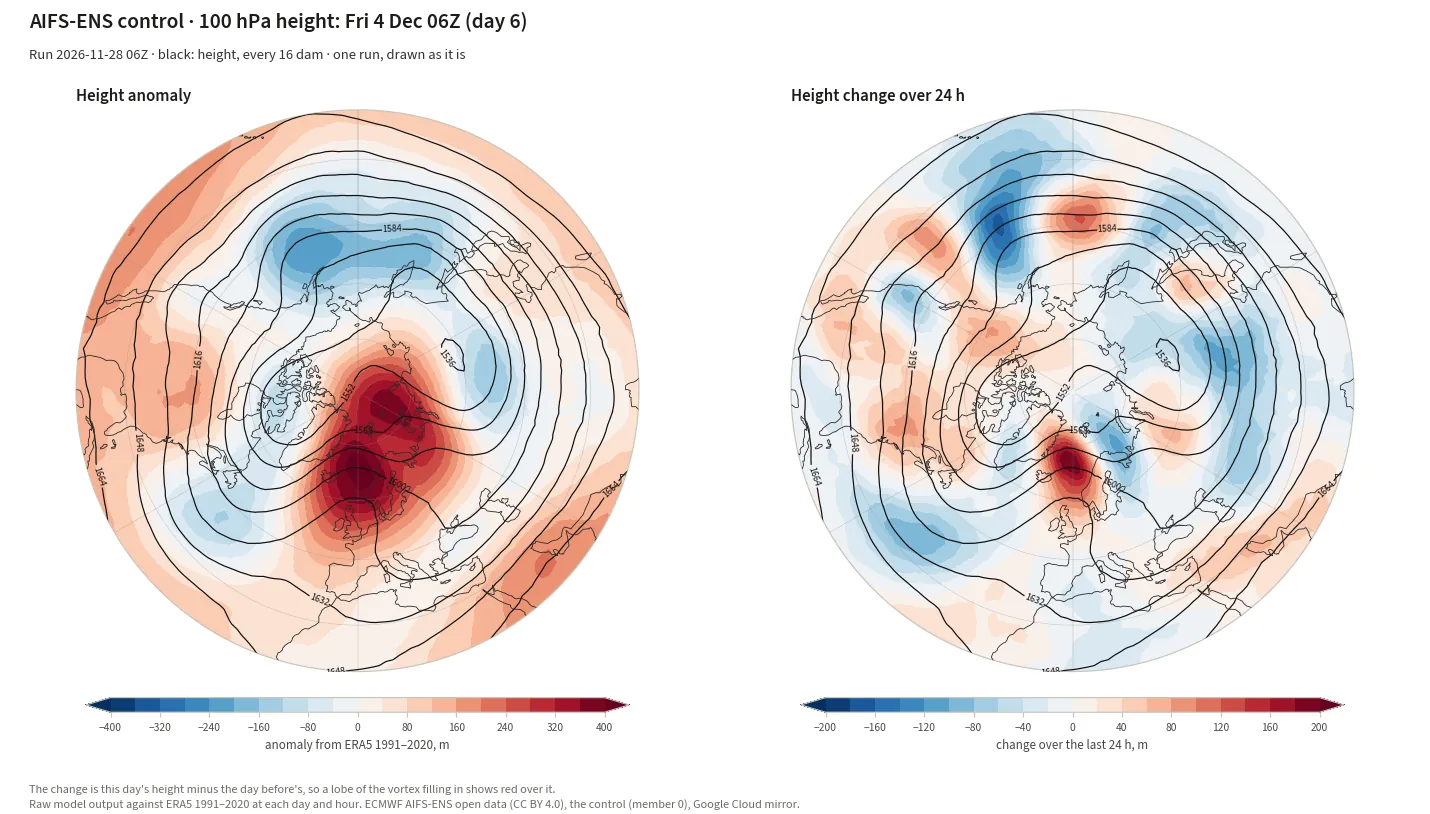 AIFS-ENS control · 100 hPa height: Fri 4 Dec 06Z (day 6)
Run 2026-11-28 06Z · black: height, every 16 dam · one run, drawn as it is
Height anomaly
Height change over 24 h
1584
1584
1616
1536
1552
1616
1536
1552
1648
1664
1664
1648
1664
1664
1632
1632
1648
1648
−400 −320 −240 −160 −80 0 80 160 240 320 400
−200 −160 −120 −80 −40 0 40 80 120 160 200
anomaly from ERA5 1991–2020, m
change over the last 24 h, m
The change is this day's height minus the day before's, so a lobe of the vortex filling in shows red over it.
Raw model output against ERA5 1991–2020 at each day and hour. ECMWF AIFS-ENS open data (CC BY 4.0), the control (member 0), Google Cloud mirror.